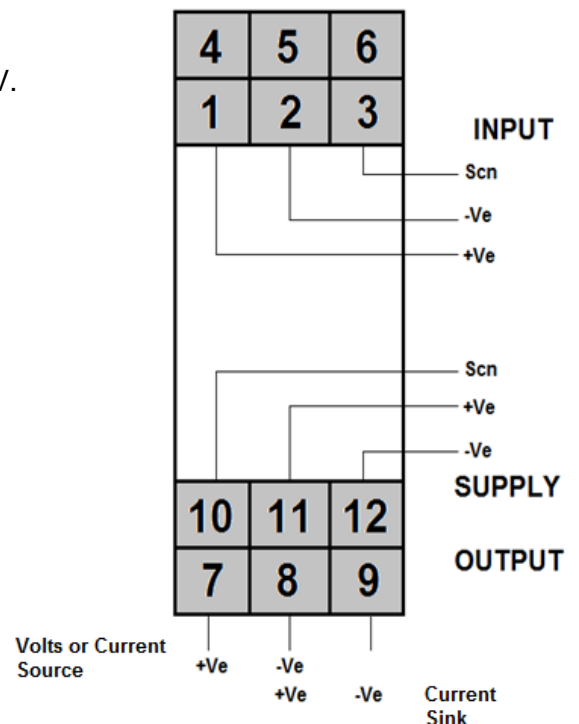 4 5 6
V.
1 2 3
INPUT
Scn
-Ve
+Ve
Scn
+Ve
-Ve
SUPPLY
10 11 12
OUTPUT
7 8 9
Volts or Current
Source
+Ve -Ve
+Ve -Ve Current
Sink